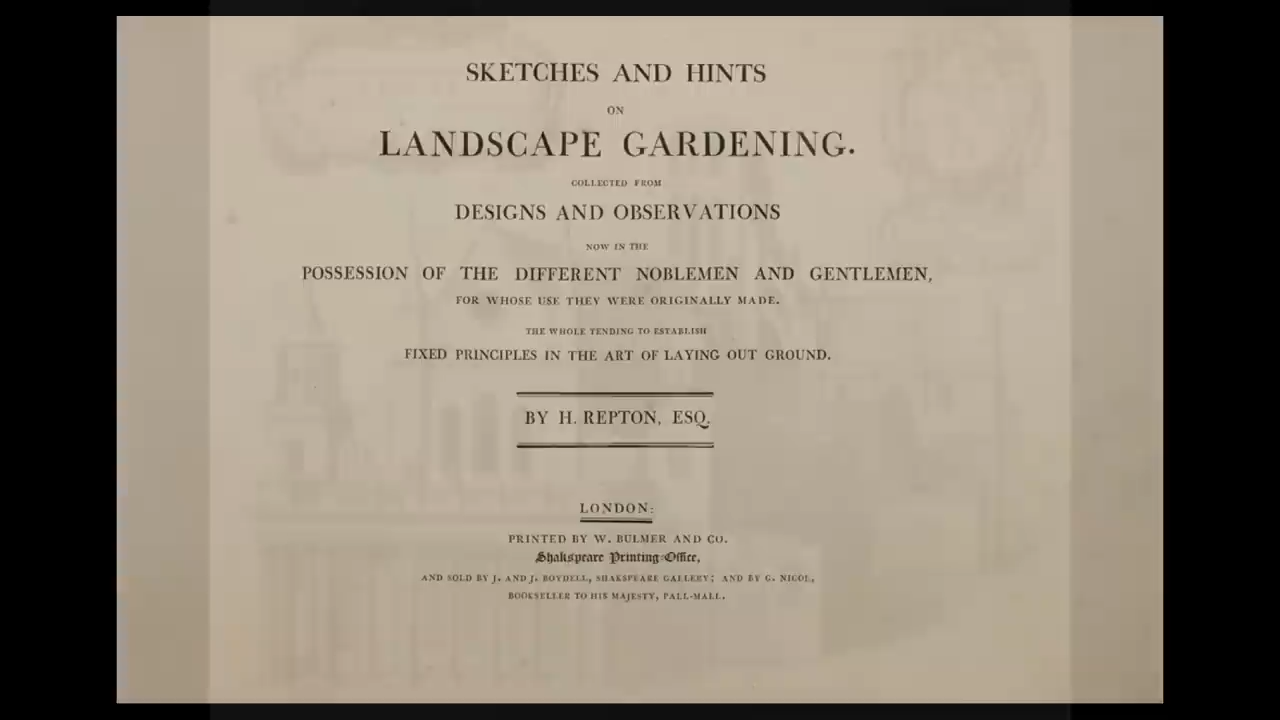 SKETCHES AND HINTS
ON
LANDSCAPE GARDENING.
COLLECTED FROM
DESIGNS AND OBSERVATIONS
NOW IN THE
POSSESSION OF THE DIFFERENT NOBLEMEN AND GENTLEMEN,
FOR WHOSE USE THEY WERE ORIGINALLY MADE.
THE WHOLE TENDING TO ESTABLISH
FIXED PRINCIPLES IN THE ART OF LAYING OUT GROUND.
BY H. REPTON, ESQ.
LONDON:
PRINTED BY W. BULMER AND CO.
Shakspeare Printing-Office,
AND SOLD BY J. AND J. BOYDELL, SHAKSPEARE GALLERY; AND BY G. NICOL,
BOOKSELLER TO HIS MAJESTY, PALL-MALL.